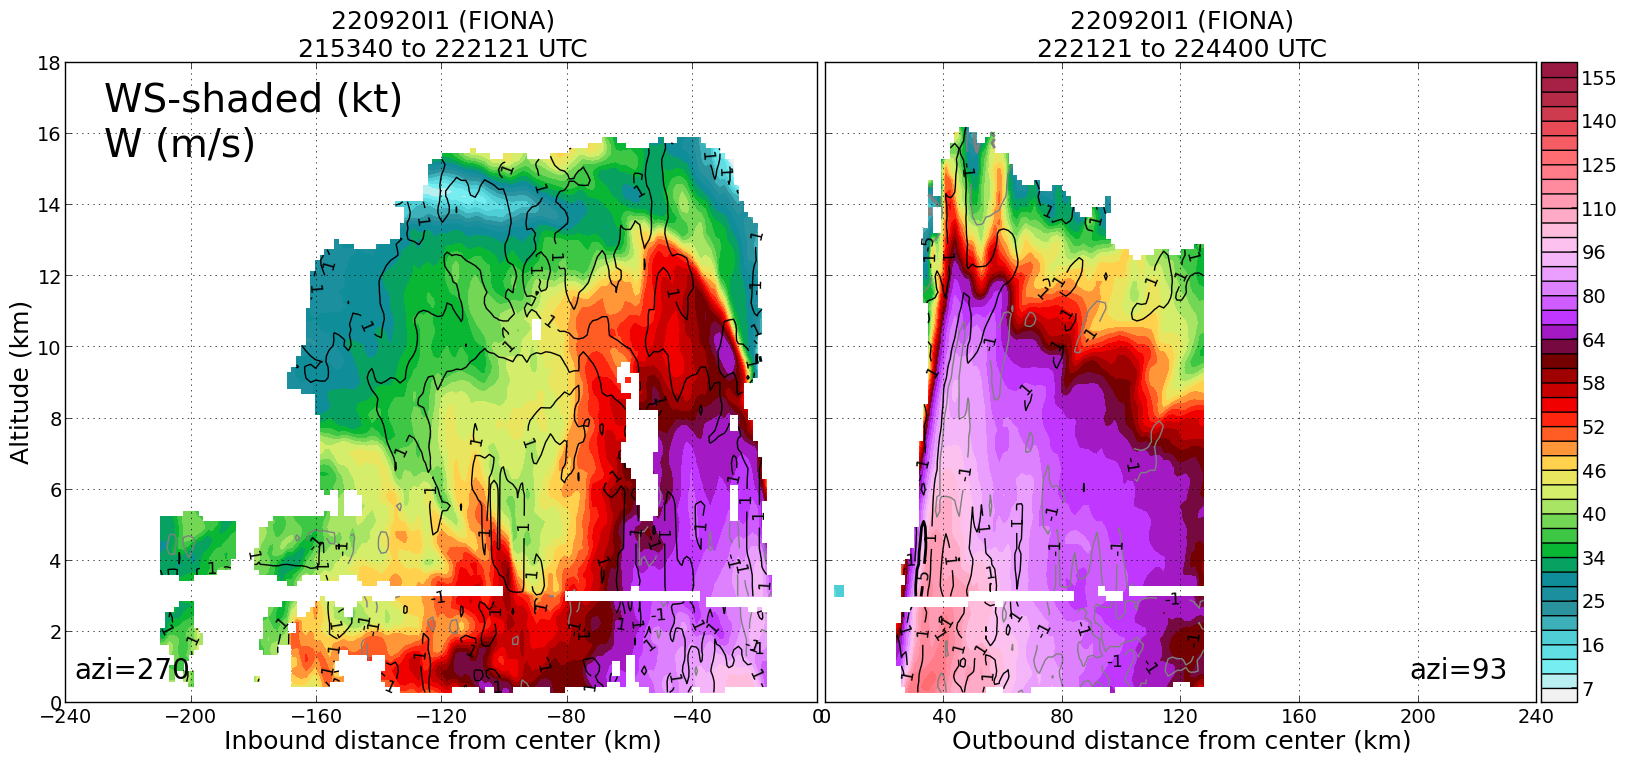 220920I1 (FIONA)
215340 to 222121 UTC
220920I1 (FIONA)
222121 to 224400 UTC
WS-shaded (kt)
W (m/s)
18
16
14
12
10
8
6
4
2
0
Altitude (km)
azi=270
azi=93
−240 −200 −160 −120 −80 −40 0
0 40 80 120 160 200 240
Inbound distance from center (km)
Outbound distance from center (km)
155
140
125
110
96
80
64
58
52
46
40
34
25
16
7